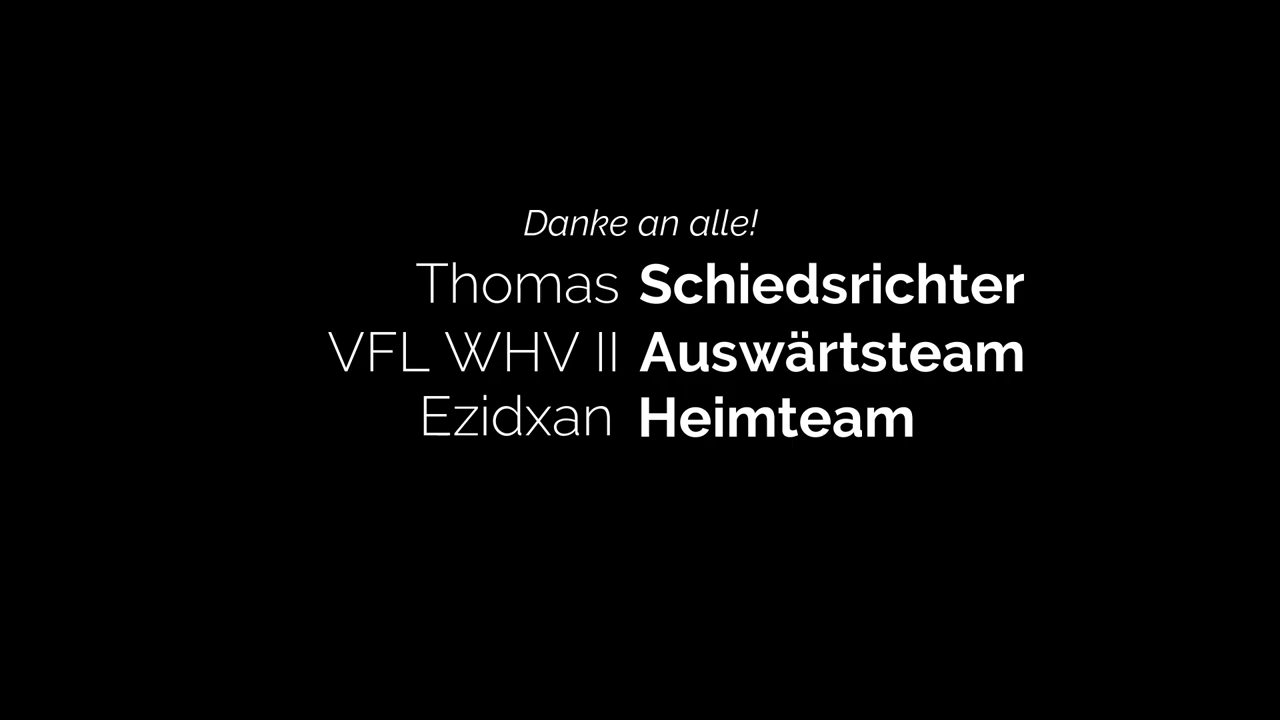 Danke an alle!
Thomas Schiedsrichter
VFL WHV II Auswärtsteam
Ezidxan Heimteam